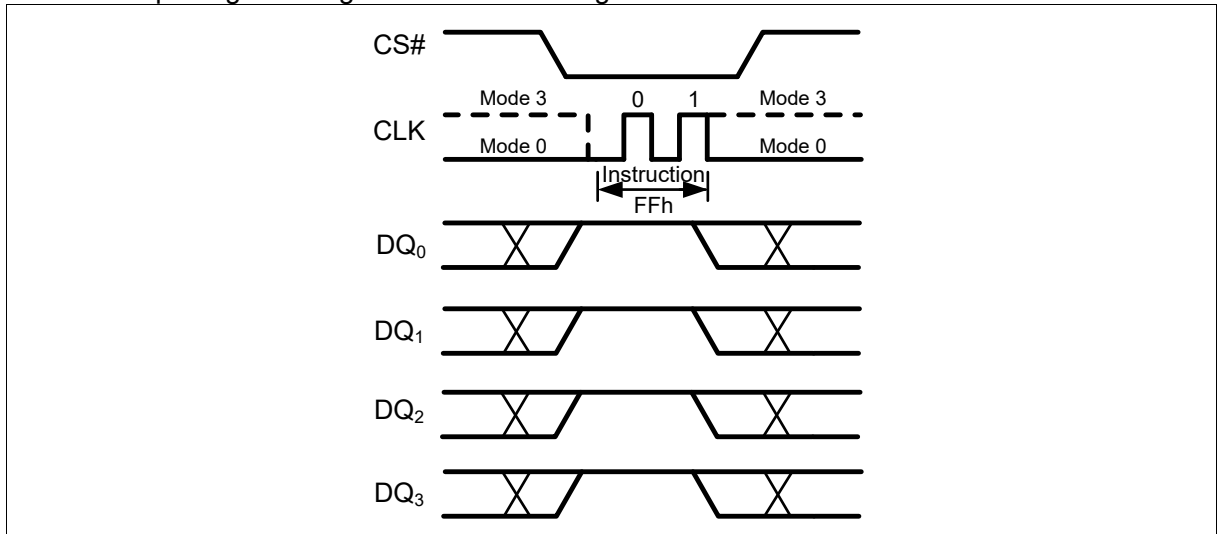 CS#
Mode 3 0 1 Mode 3
CLK
Mode 0 Mode 0
Instruction
FFh
DQ0
DQ1
DQ2
DQ3